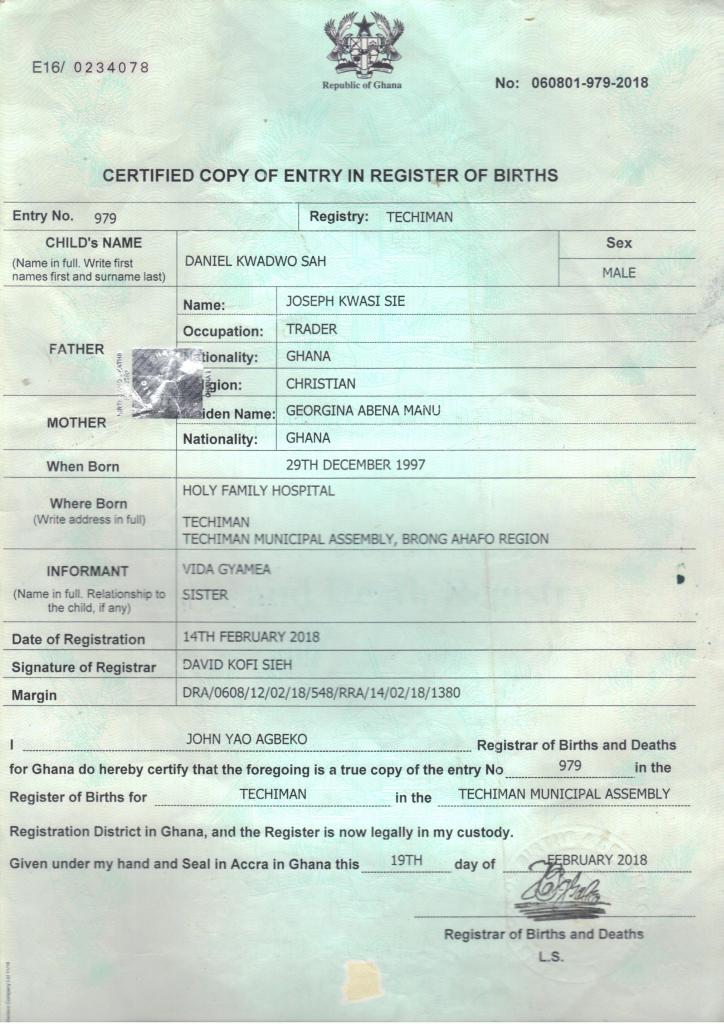 E16/ 0234078
Republic of Ghana
No: 060801-979-2018
CERTIFIED COPY OF ENTRY IN REGISTER OF BIRTHS
Entry No. 979 Registry: TECHIMAN
CHILD's NAME
(Name in full. Write first names first and surname last)
DANIEL KWADWO SAH
Sex
MALE
FATHER
Name: JOSEPH KWASI SIE
Occupation: TRADER
tionality: GHANA
gion: CHRISTIAN
MOTHER
iden Name: GEORGINA ABENA MANU
Nationality: GHANA
When Born 29TH DECEMBER 1997
Where Born
(Write address in full)
HOLY FAMILY HOSPITAL
TECHIMAN
TECHIMAN MUNICIPAL ASSEMBLY, BRONG AHAFO REGION
INFORMANT
(Name in full. Relationship to the child, if any)
VIDA GYAMEA
SISTER
Date of Registration 14TH FEBRUARY 2018
Signature of Registrar DAVID KOFI SIEH
Margin DRA/0608/12/02/18/548/RRA/14/02/18/1380
I JOHN YAO AGBEKO Registrar of Births and Deaths
for Ghana do hereby certify that the foregoing is a true copy of the entry No 979 in the
Register of Births for TECHIMAN in the TECHIMAN MUNICIPAL ASSEMBLY
Registration District in Ghana, and the Register is now legally in my custody.
Given under my hand and Seal in Accra in Ghana this 19TH day of FEBRUARY 2018
Registrar of Births and Deaths
L.S.